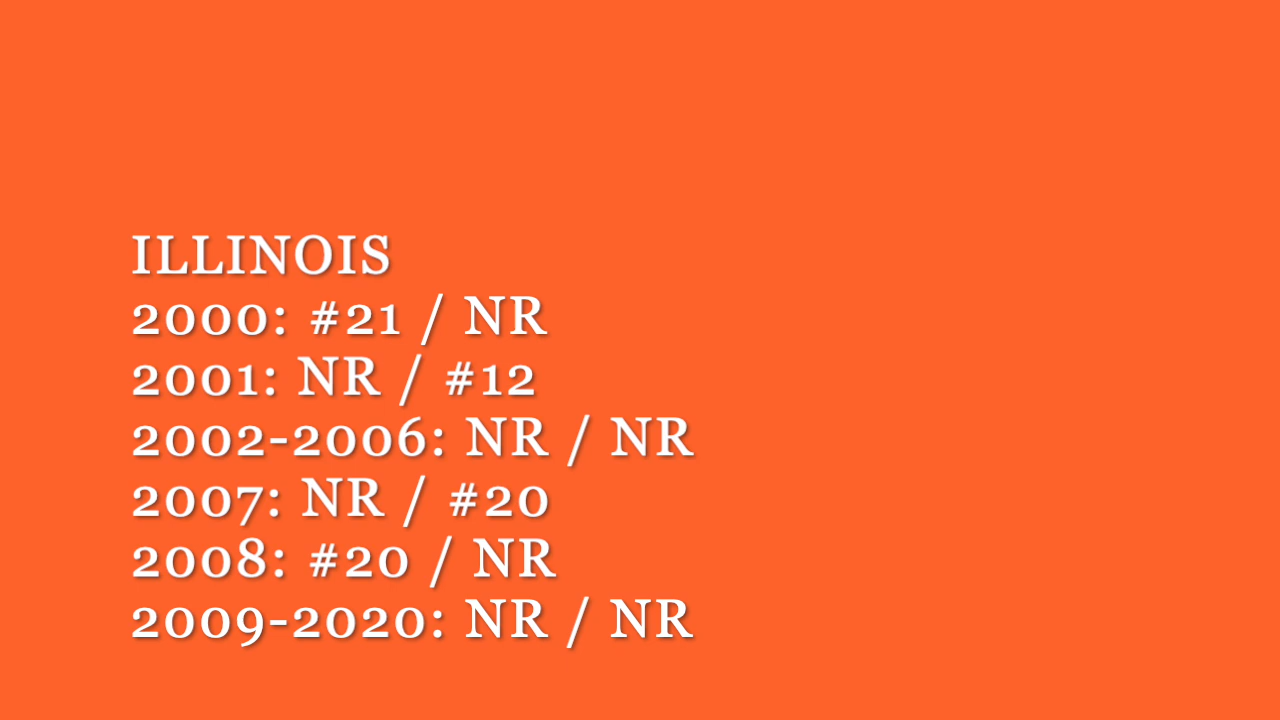 ILLINOIS
2000: #21 / NR
2001: NR / #12
2002-2006: NR / NR
2007: NR / #20
2008: #20 / NR
2009-2020: NR / NR